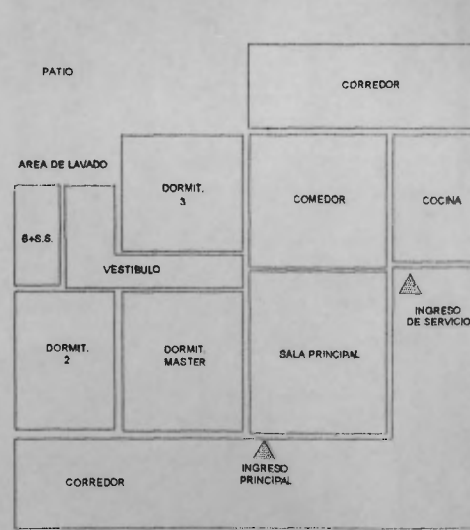 PATIO
CORREDOR
AREA DE LAVADO
DORMIT.
3
COMEDOR
COCINA
B+S.S.
VESTIBULO
INGRESO
DE SERVICIO
DORMIT.
2
DORMIT.
MASTER
SALA PRINCIPAL
INGRESO
PRINCIPAL
CORREDOR